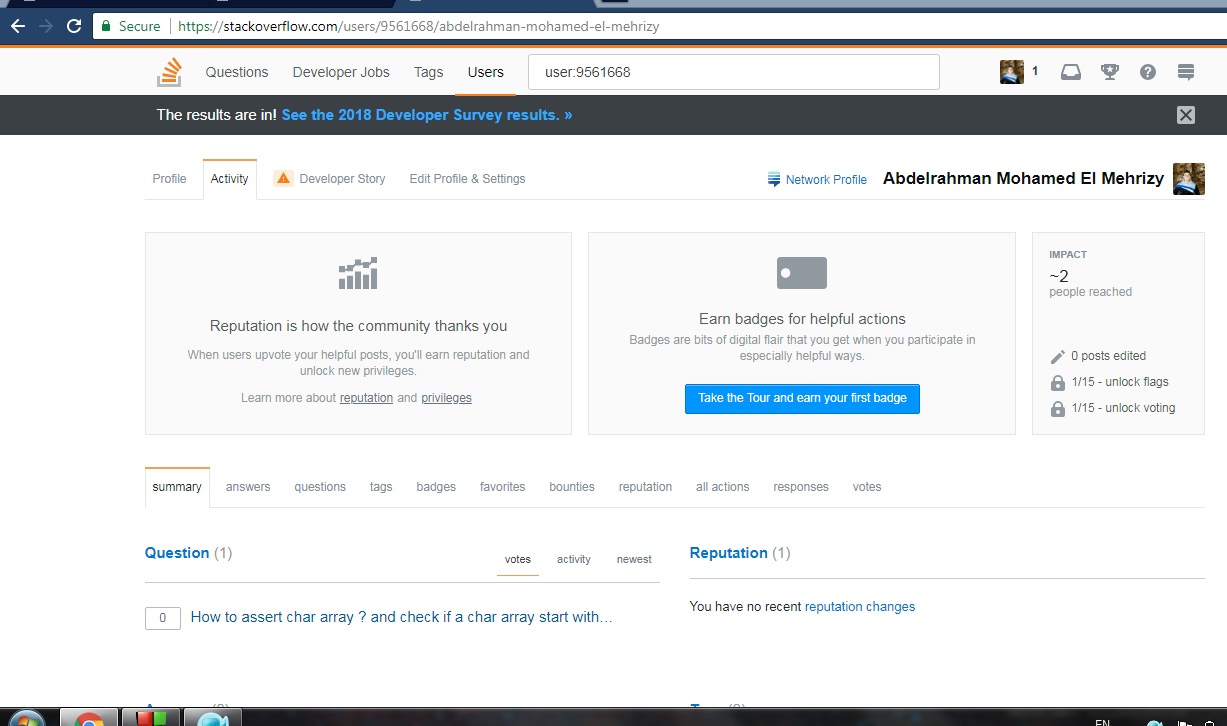 Secure https://stackoverflow.com/users/9561668/abdelrahman-mohamed-el-mehrizy
Questions Developer Jobs Tags Users user:9561668 1
The results are in! See the 2018 Developer Survey results. »
Profile Activity Developer Story Edit Profile & Settings Network Profile Abdelrahman Mohamed El Mehrizy
Reputation is how the community thanks you
When users upvote your helpful posts, you'll earn reputation and
unlock new privileges.
Learn more about reputation and privileges
Earn badges for helpful actions
Badges are bits of digital flair that you get when you participate in
especially helpful ways.
Take the Tour and earn your first badge
IMPACT
~2
people reached
0 posts edited
1/15 - unlock flags
1/15 - unlock voting
summary answers questions tags badges favorites bounties reputation all actions responses votes
Question (1) votes activity newest
0 How to assert char array ? and check if a char array start with…
Reputation (1)
You have no recent reputation changes
EN